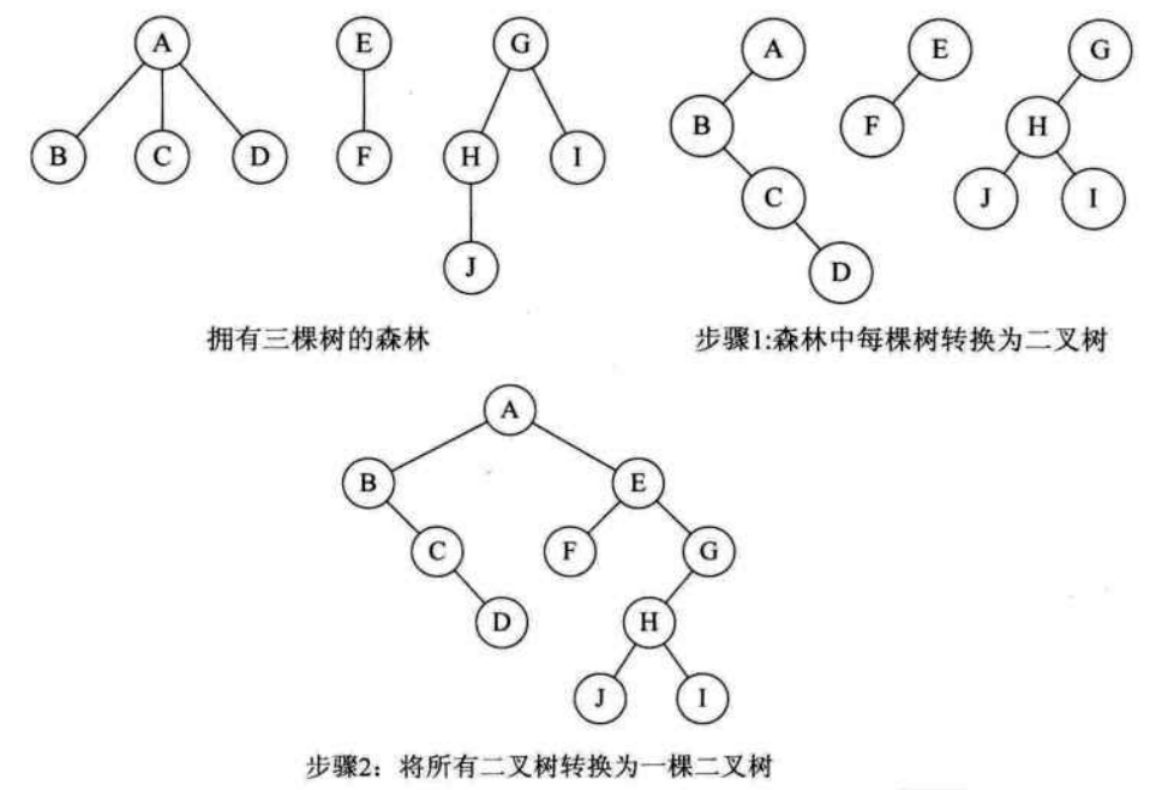 A E G
B C D F H I
J
A E G
B F H
C J I
D
拥有三棵树的森林
步骤1:森林中每棵树转换为二叉树
A
B E
C F G
D H
J I
步骤2：将所有二叉树转换为一棵二叉树